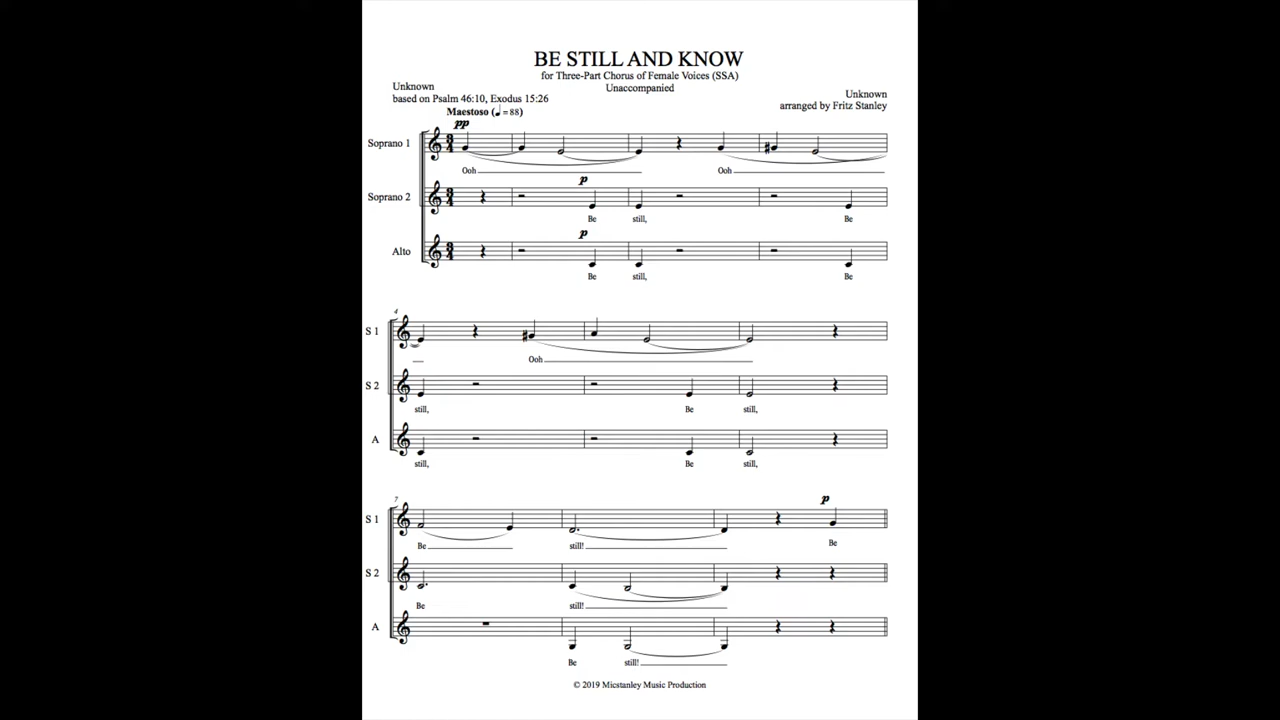 BE STILL AND KNOW
for Three-Part Chorus of Female Voices (SSA)
Unaccompanied
Unknown
based on Psalm 46:10, Exodus 15:26
Unknown
arranged by Fritz Stanley
Maestoso (♩=88)
pp
Soprano 1
Ooh Ooh
p
Soprano 2
Be still, Be
p
Alto
Be still, Be
4
S 1
Ooh
S 2
still, Be still,
A
still, Be still,
7
p
S 1
Be still! Be
S 2
Be still!
A
Be still!
© 2019 Micstanley Music Production